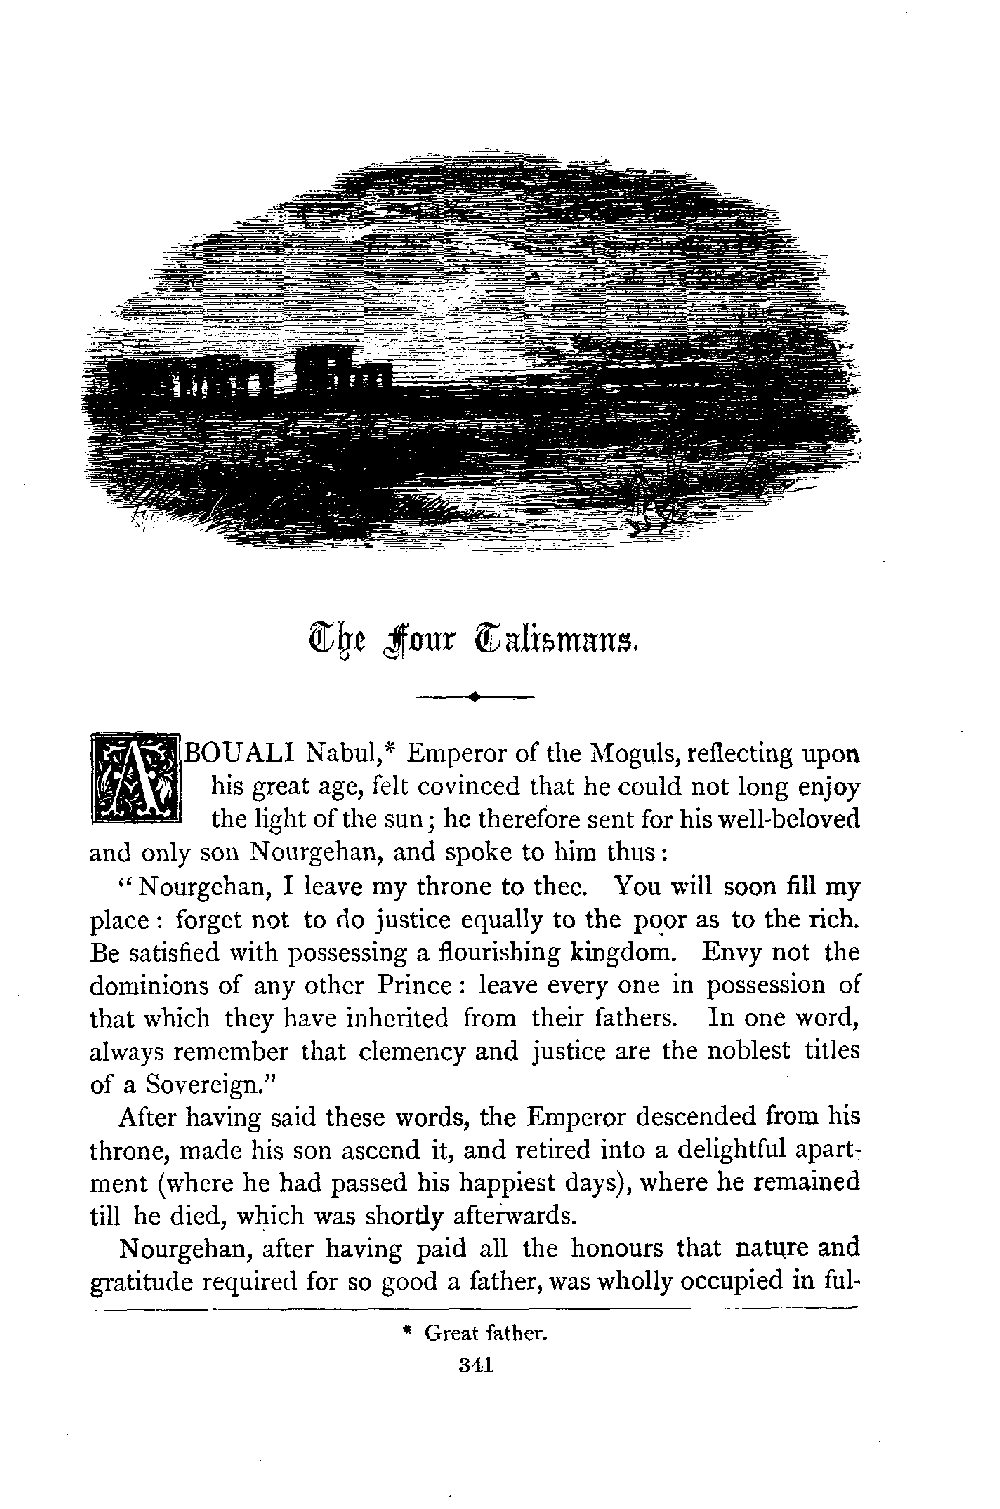 The Four Talismans.
ABOUALI Nabul,* Emperor of the Moguls, reflecting upon
his great age, felt covinced that he could not long enjoy
the light of the sun; he therefore sent for his well-beloved
and only son Nourgehan, and spoke to him thus:
"Nourgehan, I leave my throne to thee. You will soon fill my
place: forget not to do justice equally to the poor as to the rich.
Be satisfied with possessing a flourishing kingdom. Envy not the
dominions of any other Prince: leave every one in possession of
that which they have inherited from their fathers. In one word,
always remember that clemency and justice are the noblest titles
of a Sovereign."
After having said these words, the Emperor descended from his
throne, made his son ascend it, and retired into a delightful apart-
ment (where he had passed his happiest days), where he remained
till he died, which was shortly afterwards.
Nourgehan, after having paid all the honours that nature and
gratitude required for so good a father, was wholly occupied in ful-
* Great father.
341